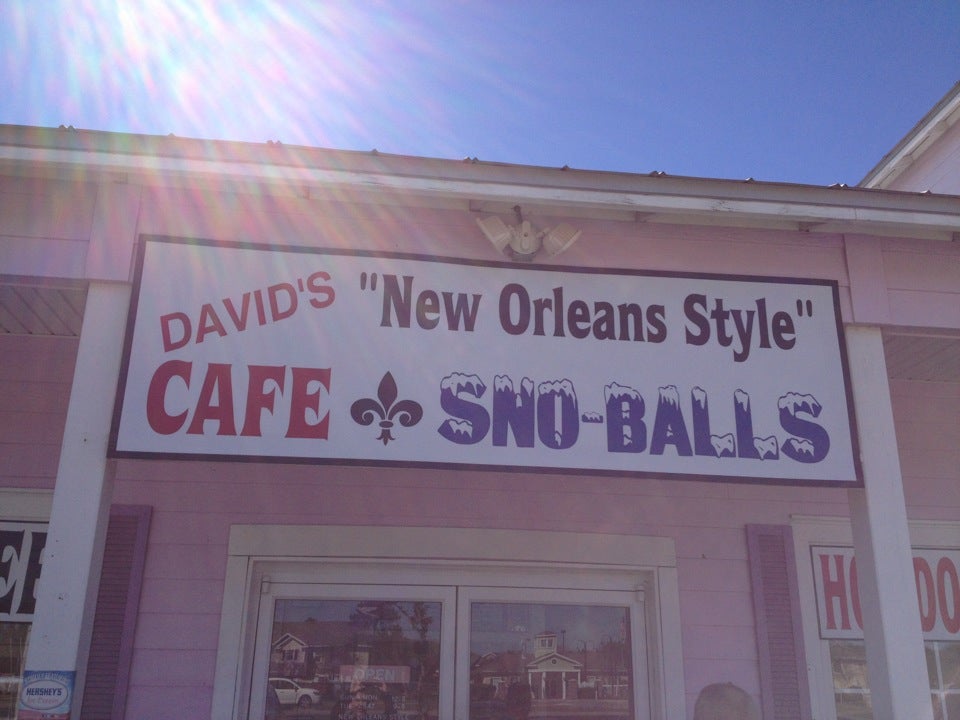 DAVID'S "New Orleans Style"
CAFE SNO-BALLS
OPEN
HERSHEY'S